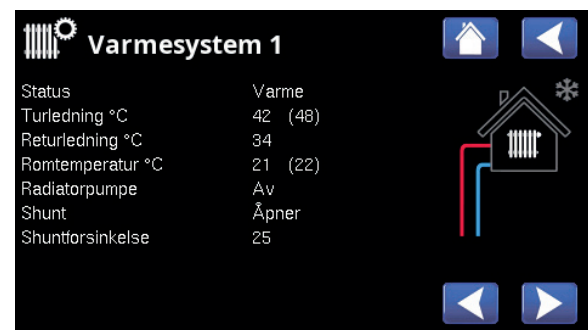 Varmesystem 1
Status Varme
Turledning °C 42 (48)
Returledning °C 34
Romtemperatur °C 21 (22)
Radiatorpumpe Av
Shunt Åpner
Shuntforsinkelse 25